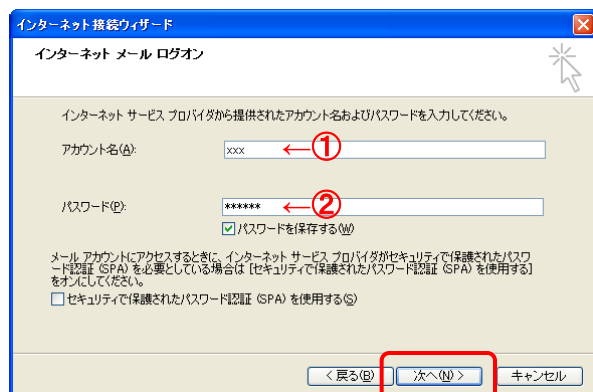 インターネット接続ウィザード
インターネット メール ログオン
インターネット サービス プロバイダから提供されたアカウント名およびパスワードを入力してください。
アカウント名(A):
xxx
←①
パスワード(P):
******
←②
パスワードを保存する(W)
メール アカウントにアクセスするときに、インターネット サービス プロバイダがセキュリティで保護されたパスワ
ード認証 (SPA) を必要としている場合は [セキュリティで保護されたパスワード認証 (SPA) を使用する]
をオンにしてください。
セキュリティで保護されたパスワード認証 (SPA) を使用する(S)
< 戻る(B)
次へ(N) >
キャンセル